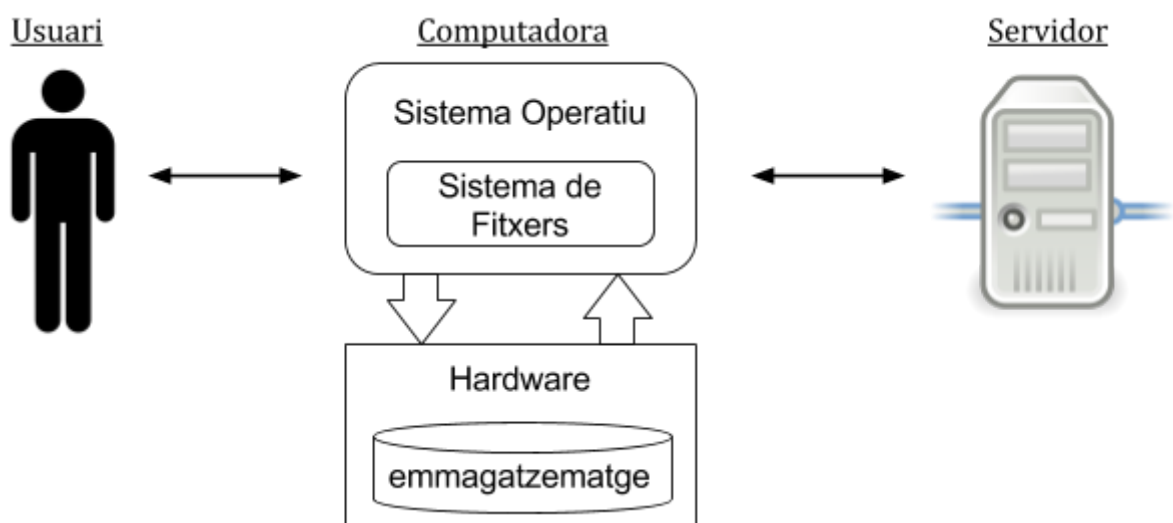 Usuari
Computadora
Servidor
Sistema Operatiu
Sistema de
Fitxers
Hardware
emmagatzematge